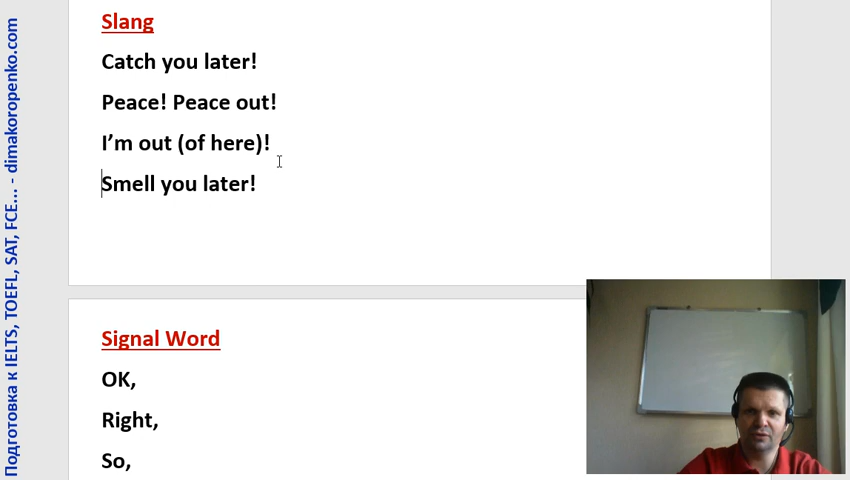 Подготовка к IELTS, TOEFL, SAT, FCE... - dimakoropenko.com
Slang
Catch you later!
Peace! Peace out!
I’m out (of here)!
Smell you later!
Signal Word
OK,
Right,
So,